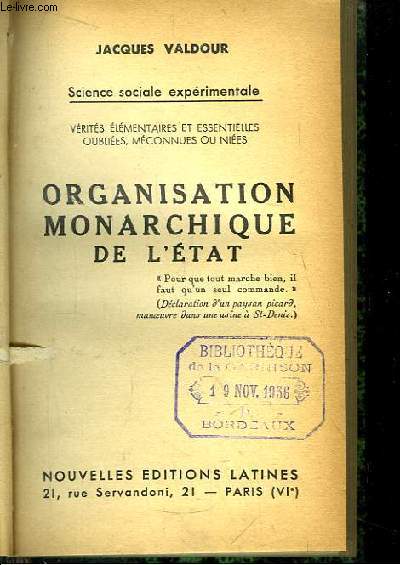 www.Le-livre.com
JACQUES VALDOUR
Science sociale expérimentale
VÉRITÉS ÉLÉMENTAIRES ET ESSENTIELLES
OUBLIÉES, MÉCONNUES OU NIÉES
ORGANISATION
MONARCHIQUE
DE L'ÉTAT
« Pour que tout marche bien, il
faut qu'un seul commande. »
(Déclaration d'un paysan picard,
manœuvre dans une usine à St-Denis.)
BIBLIOTHÈQUE
de la GARNISON
19 NOV. 1936
BORDEAUX
NOUVELLES EDITIONS LATINES
21, rue Servandoni, 21 — PARIS (VIe)